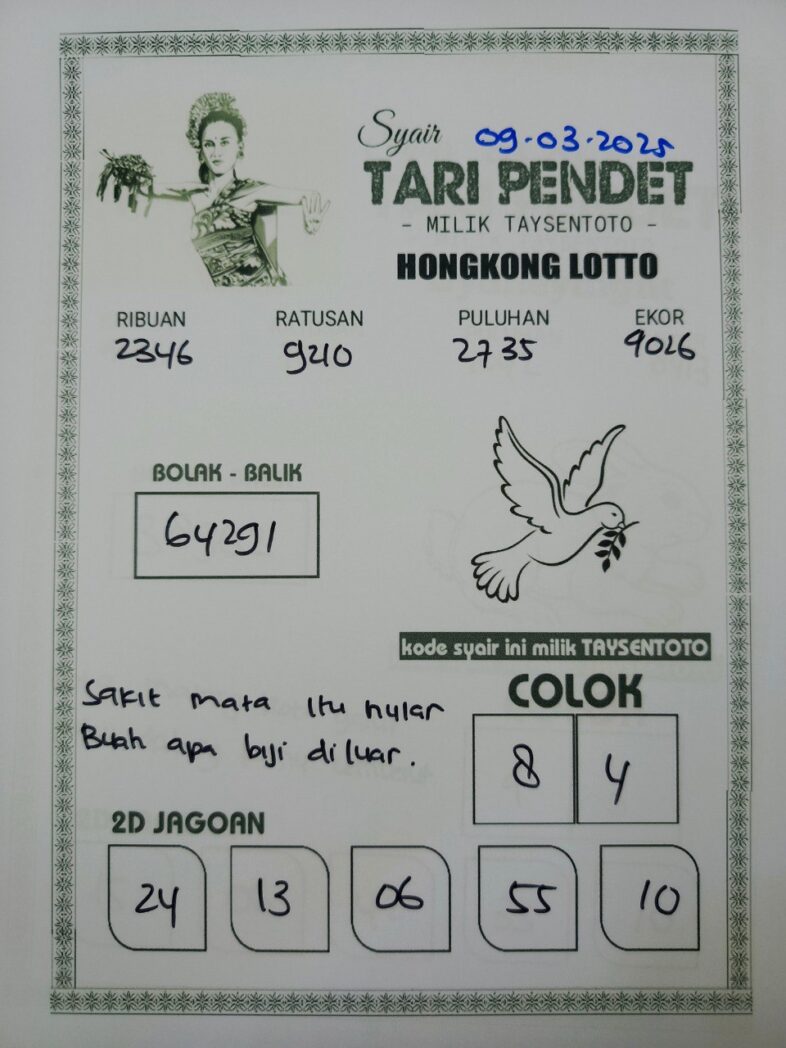 Syair 09.03.2025
TARI PENDET
- MILIK TAYSENTOTO -
HONGKONG LOTTO
RIBUAN RATUSAN PULUHAN EKOR
2346 9210 2735 9026
BOLAK - BALIK
64291
kode syair ini milik TAYSENTOTO
Sakit mata itu nular
Buah apa biji diluar.
COLOK
8 4
2D JAGOAN
24 13 06 55 10